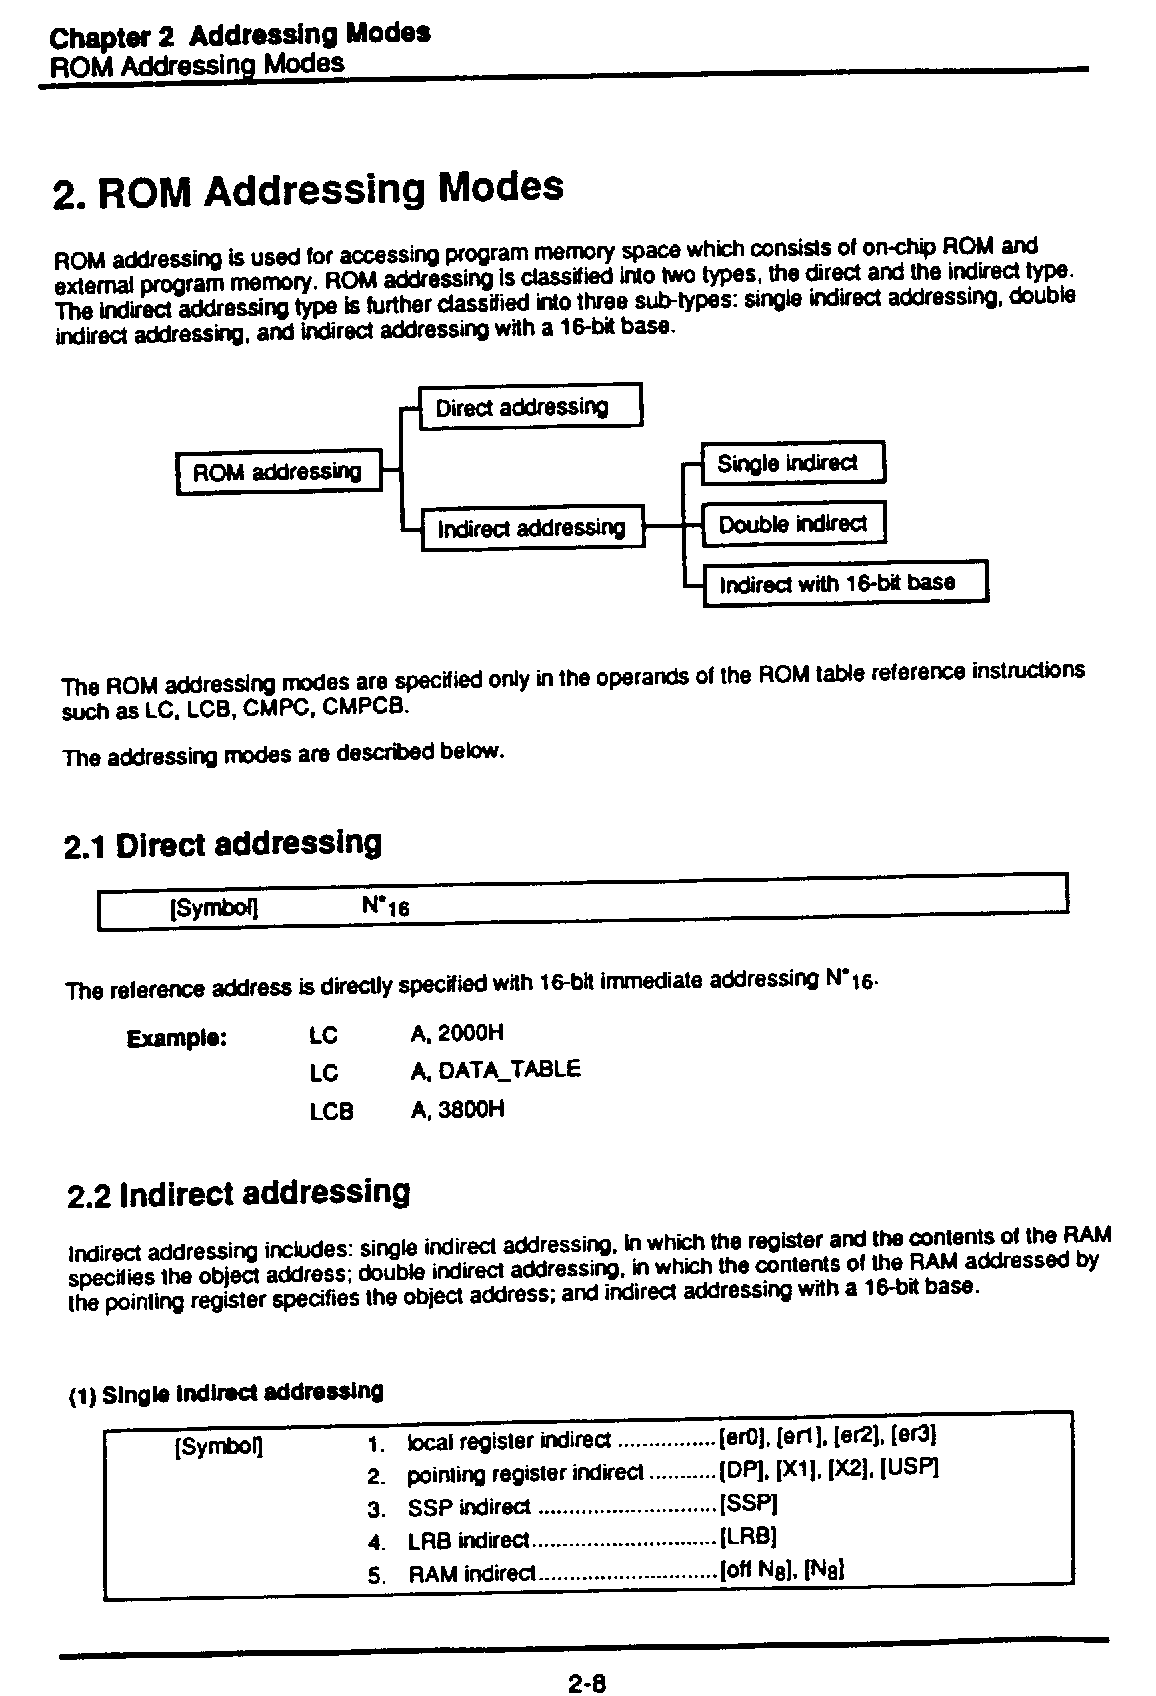 Chapter 2 Addressing Modes
ROM Addressing Modes
2. ROM Addressing Modes
ROM addressing is used for accessing program memory space which consists of on-chip ROM and
external program memory. ROM addressing is classified into two types, the direct and the indirect type.
The indirect addressing type is further classified into three sub-types: single indirect addressing, double
indirect addressing, and indirect addressing with a 16-bit base.
Direct addressing
ROM addressing
Single indirect
Indirect addressing
Double indirect
Indirect with 16-bit base
The ROM addressing modes are specified only in the operands of the ROM table reference instructions
such as LC, LCB, CMPC, CMPCB.
The addressing modes are described below.
2.1 Direct addressing
[Symbol] N*16
The reference address is directly specified with 16-bit immediate addressing N*16.
Example: LC A, 2000H
LC A, DATA_TABLE
LCB A, 3800H
2.2 Indirect addressing
Indirect addressing includes: single indirect addressing, in which the register and the contents of the RAM
specifies the object address; double indirect addressing, in which the contents of the RAM addressed by
the pointing register specifies the object address; and indirect addressing with a 16-bit base.
(1) Single indirect addressing
[Symbol] 1. local register indirect ................ [er0], [er1], [er2], [er3]
2. pointing register indirect ........... [DP], [X1], [X2], [USP]
3. SSP indirect ............................. [SSP]
4. LRB indirect .............................. [LRB]
5. RAM indirect ............................. [off N8], [N8]
2-8